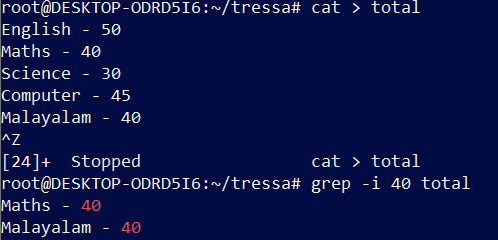 root@DESKTOP-ODRD5I6:~/tressa# cat > total
English - 50
Maths - 40
Science - 30
Computer - 45
Malayalam - 40
^Z
[24]+  Stopped                 cat > total
root@DESKTOP-ODRD5I6:~/tressa# grep -i 40 total
Maths - 40
Malayalam - 40